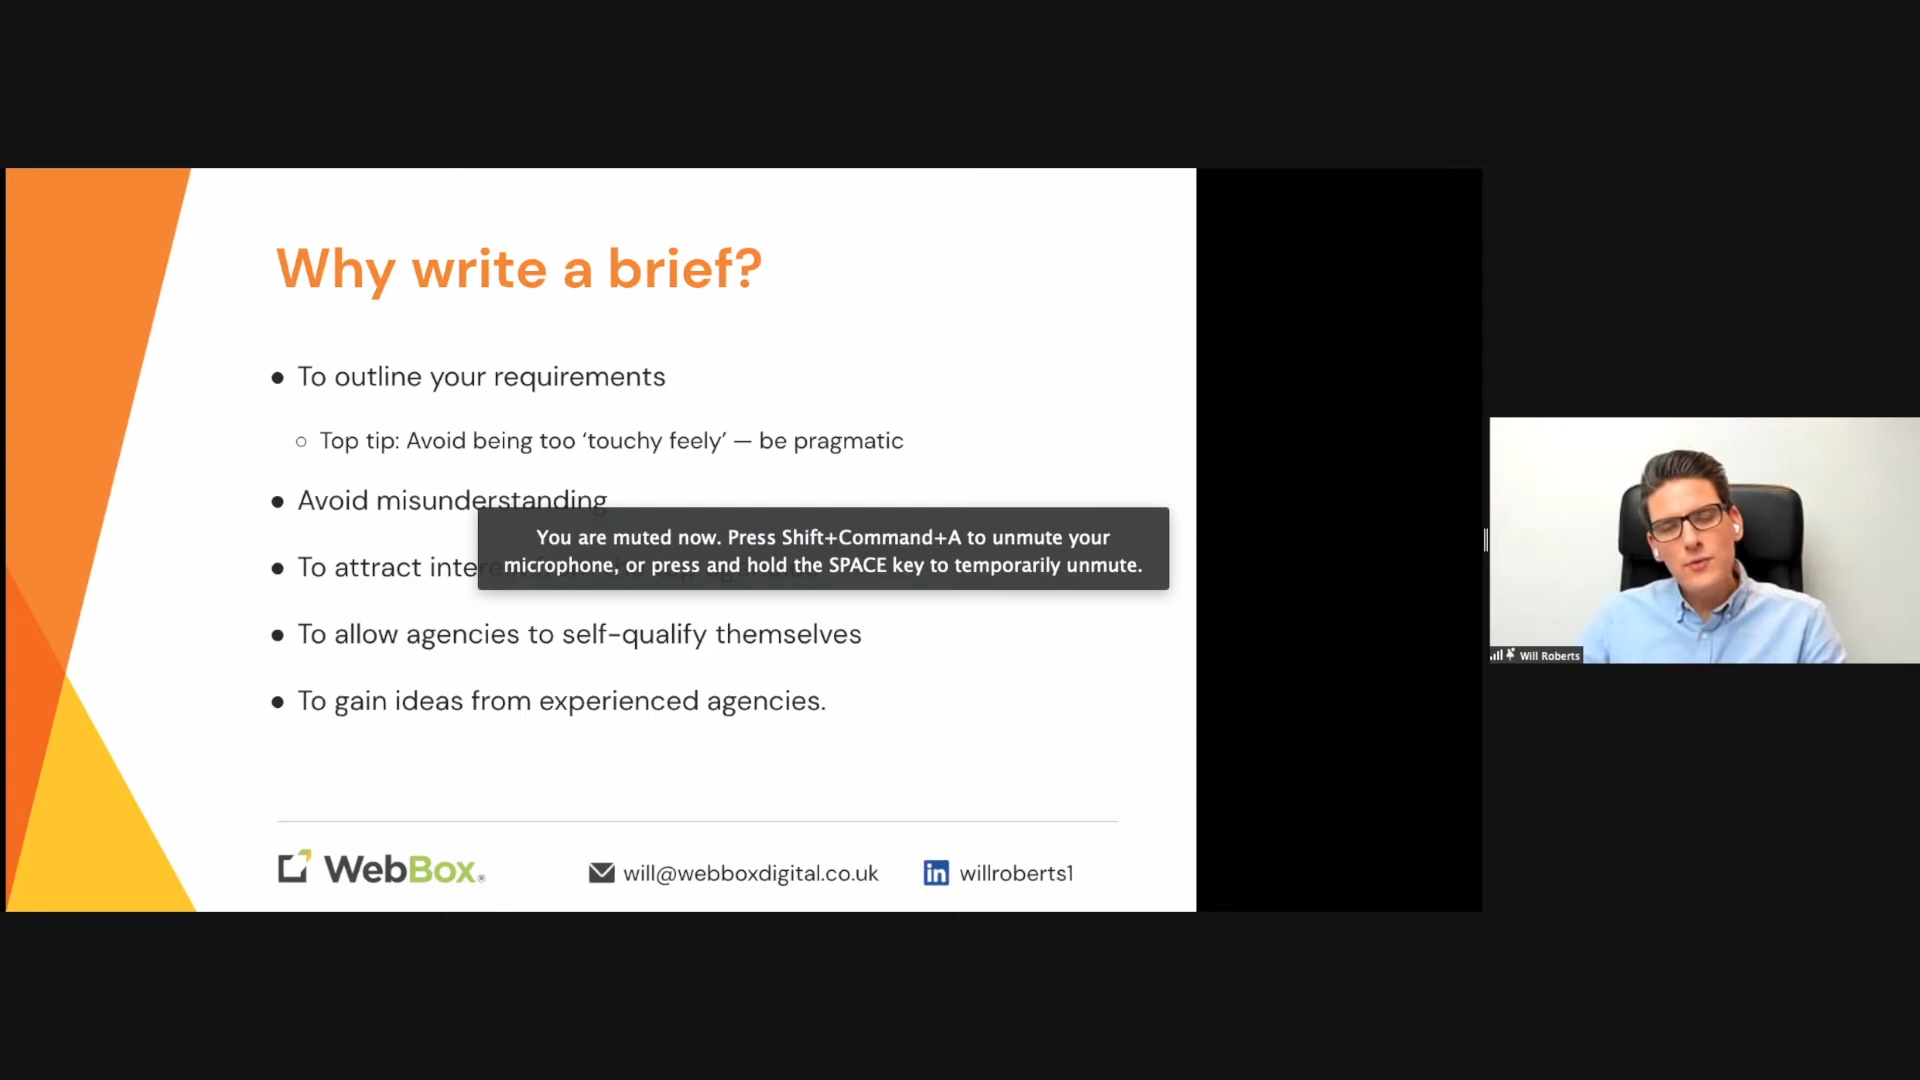 Why write a brief?
● To outline your requirements
○ Top tip: Avoid being too ‘touchy feely’ — be pragmatic
● Avoid misunderstanding
You are muted now. Press Shift+Command+A to unmute your
microphone, or press and hold the SPACE key to temporarily unmute.
● To attract
● To allow agencies to self-qualify themselves
● To gain ideas from experienced agencies.
WebBox®
will@webboxdigital.co.uk
in willroberts1
Will Roberts